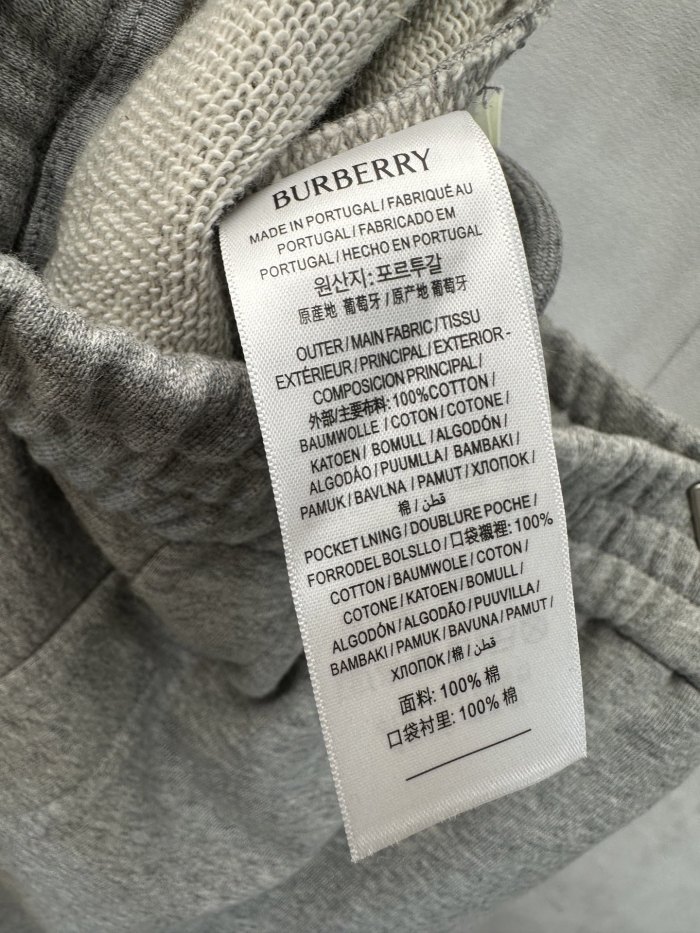 BURBERRY
MADE IN PORTUGAL / FABRIQUÉ AU
PORTUGAL / FABRICADO EM
PORTUGAL / HECHO EN PORTUGAL
원산지: 포르투갈
原産地 葡萄牙 / 原产地 葡萄牙
OUTER / MAIN FABRIC / TISSU
EXTÉRIEUR / PRINCIPAL / EXTERIOR -
COMPOSICION PRINCIPAL /
外部/主要布料: 100% COTTON /
BAUMWOLLE / COTON / COTONE /
KATOEN / BOMULL / ALGODÓN /
ALGODÃO / PUUMLLA / BAMBAKI /
PAMUK / BAVLNA / PAMUT / ХЛОПОК /
棉 / قطن /
POCKET LNING / DOUBLURE POCHE /
FORRO DEL BOLSLLO / 口袋襯裡: 100%
COTTON / BAUMWOLE / COTON /
COTONE / KATOEN / BOMULL /
ALGODÓN / ALGODÃO / PUUVILLA /
BAMBAKI / PAMUK / BAVUNA / PAMUT /
ХЛОПОК / 棉 / قطن /
面料: 100% 棉
口袋衬里: 100% 棉